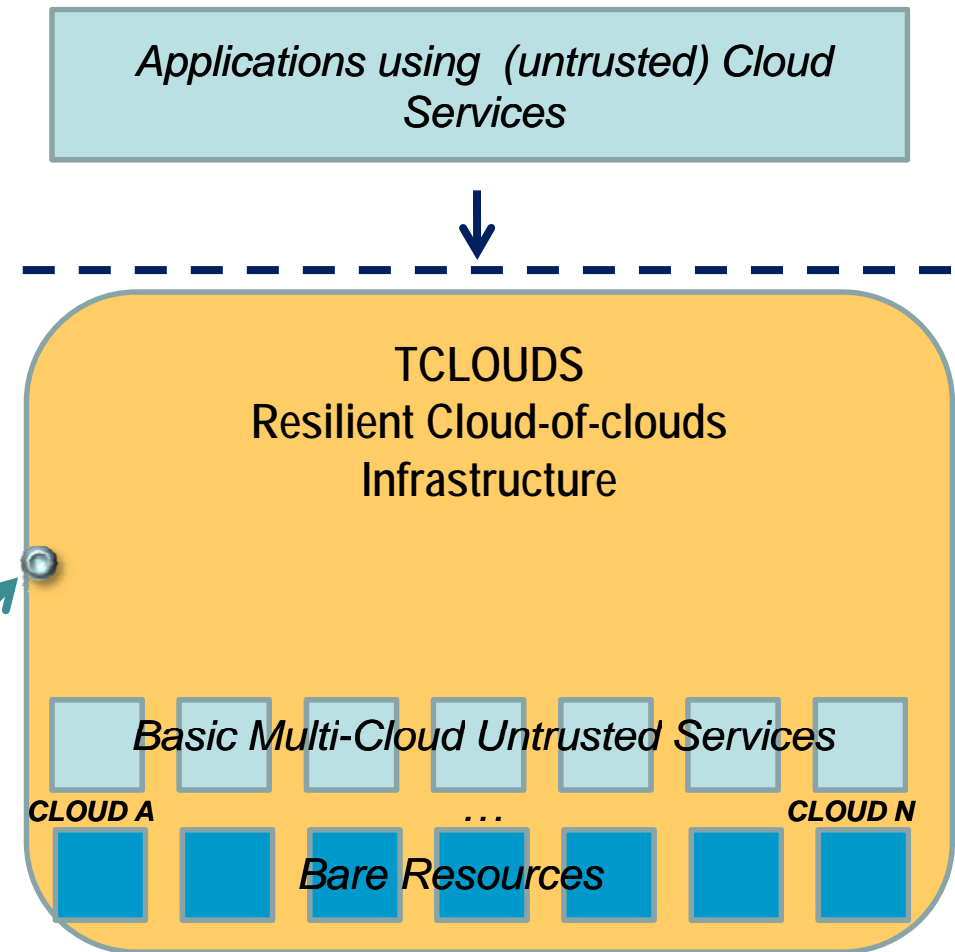 Applications using (untrusted) Cloud
Services
TCLOUDS
Resilient Cloud-of-clouds
Infrastructure
Basic Multi-Cloud Untrusted Services
CLOUD A ... CLOUD N
Bare Resources